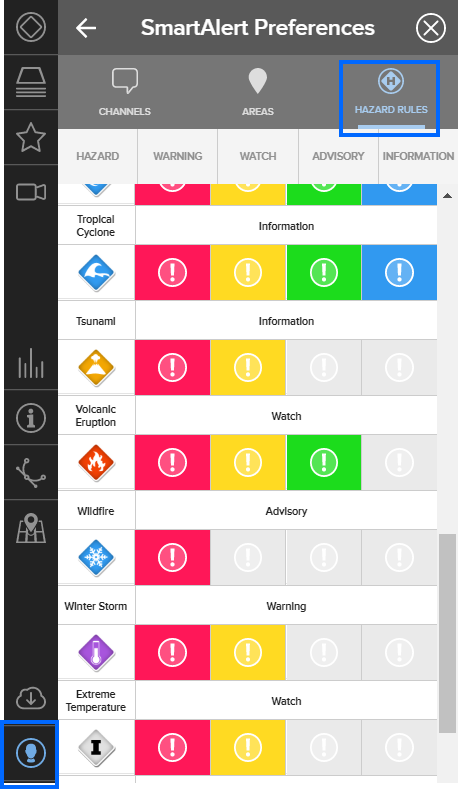 SmartAlert Preferences
CHANNELS AREAS HAZARD RULES
HAZARD WARNING WATCH ADVISORY INFORMATION
Tropical
Cyclone
Information
Tsunami Information
Volcanic
Eruption
Watch
Wildfire Advisory
Winter Storm Warning
Extreme
Temperature
Watch